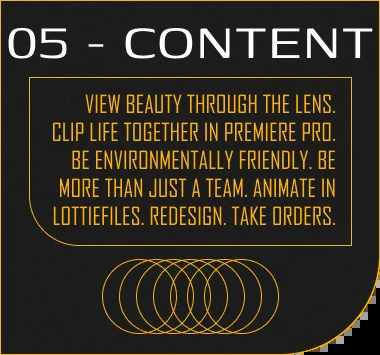 05 - CONTENT
VIEW BEAUTY THROUGH THE LENS.
CLIP LIFE TOGETHER IN PREMIERE PRO.
BE ENVIRONMENTALLY FRIENDLY. BE
MORE THAN JUST A TEAM. ANIMATE IN
LOTTIEFILES. REDESIGN. TAKE ORDERS.